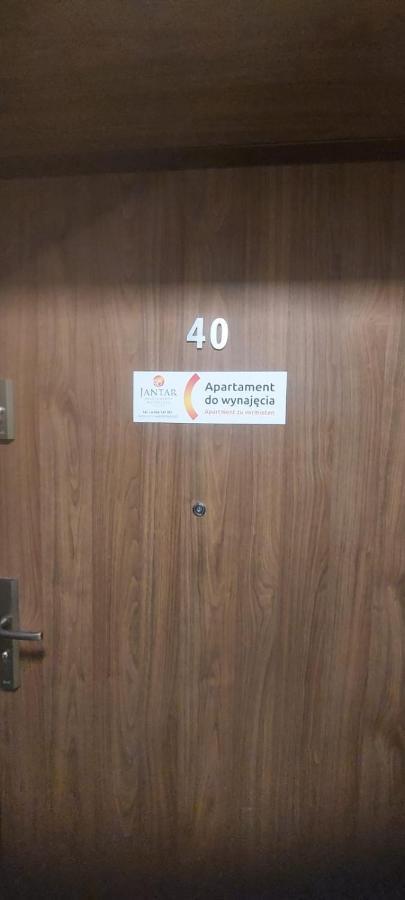 40
JANTAR
Apartament
do wynajęcia
Apartment zu vermieten